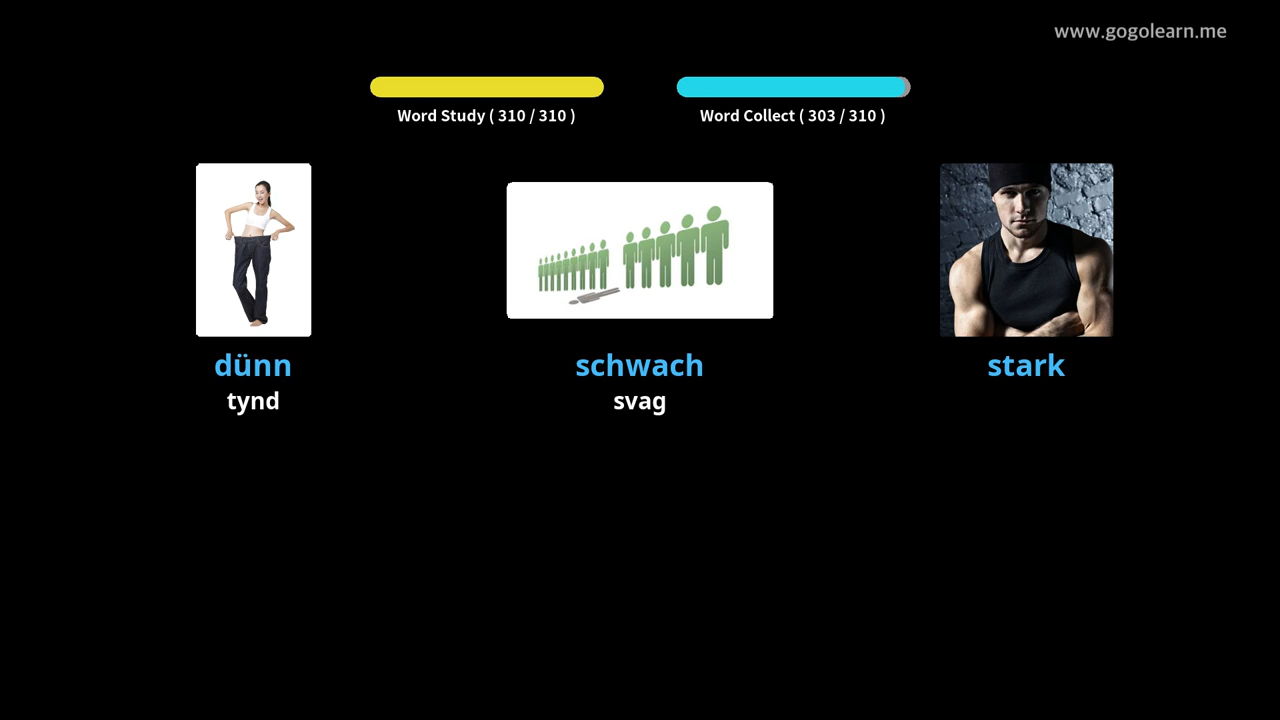 www.gogolearn.me
Word Study ( 310 / 310 )
Word Collect ( 303 / 310 )
dünn
tynd
schwach
svag
stark